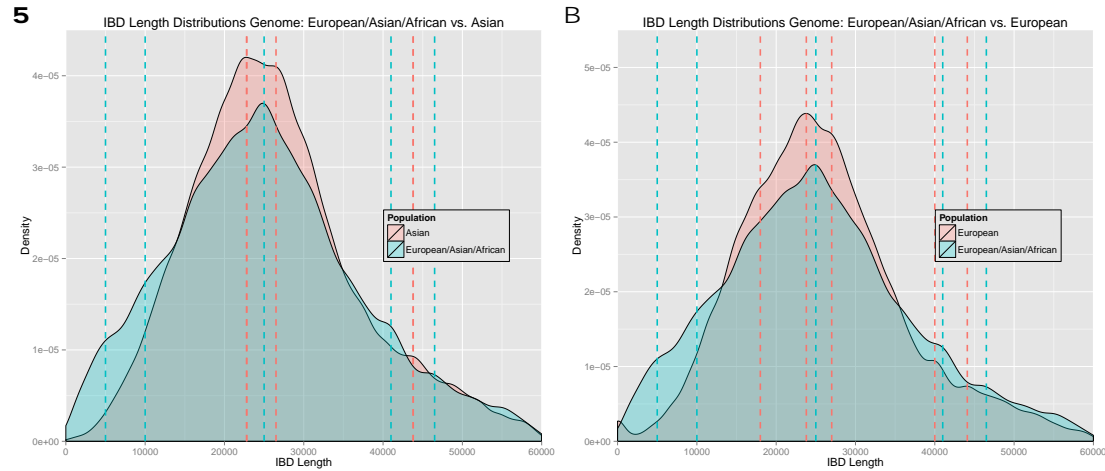 5
IBD Length Distributions Genome: European/Asian/African vs. Asian
4e−05
3e−05
2e−05
1e−05
0e+00
Density
Population
Asian
European/Asian/African
0
10000
20000
30000
40000
50000
60000
IBD Length
B
IBD Length Distributions Genome: European/Asian/African vs. European
5e−05
4e−05
3e−05
2e−05
1e−05
0e+00
Density
Population
European
European/Asian/African
0
10000
20000
30000
40000
50000
60000
IBD Length